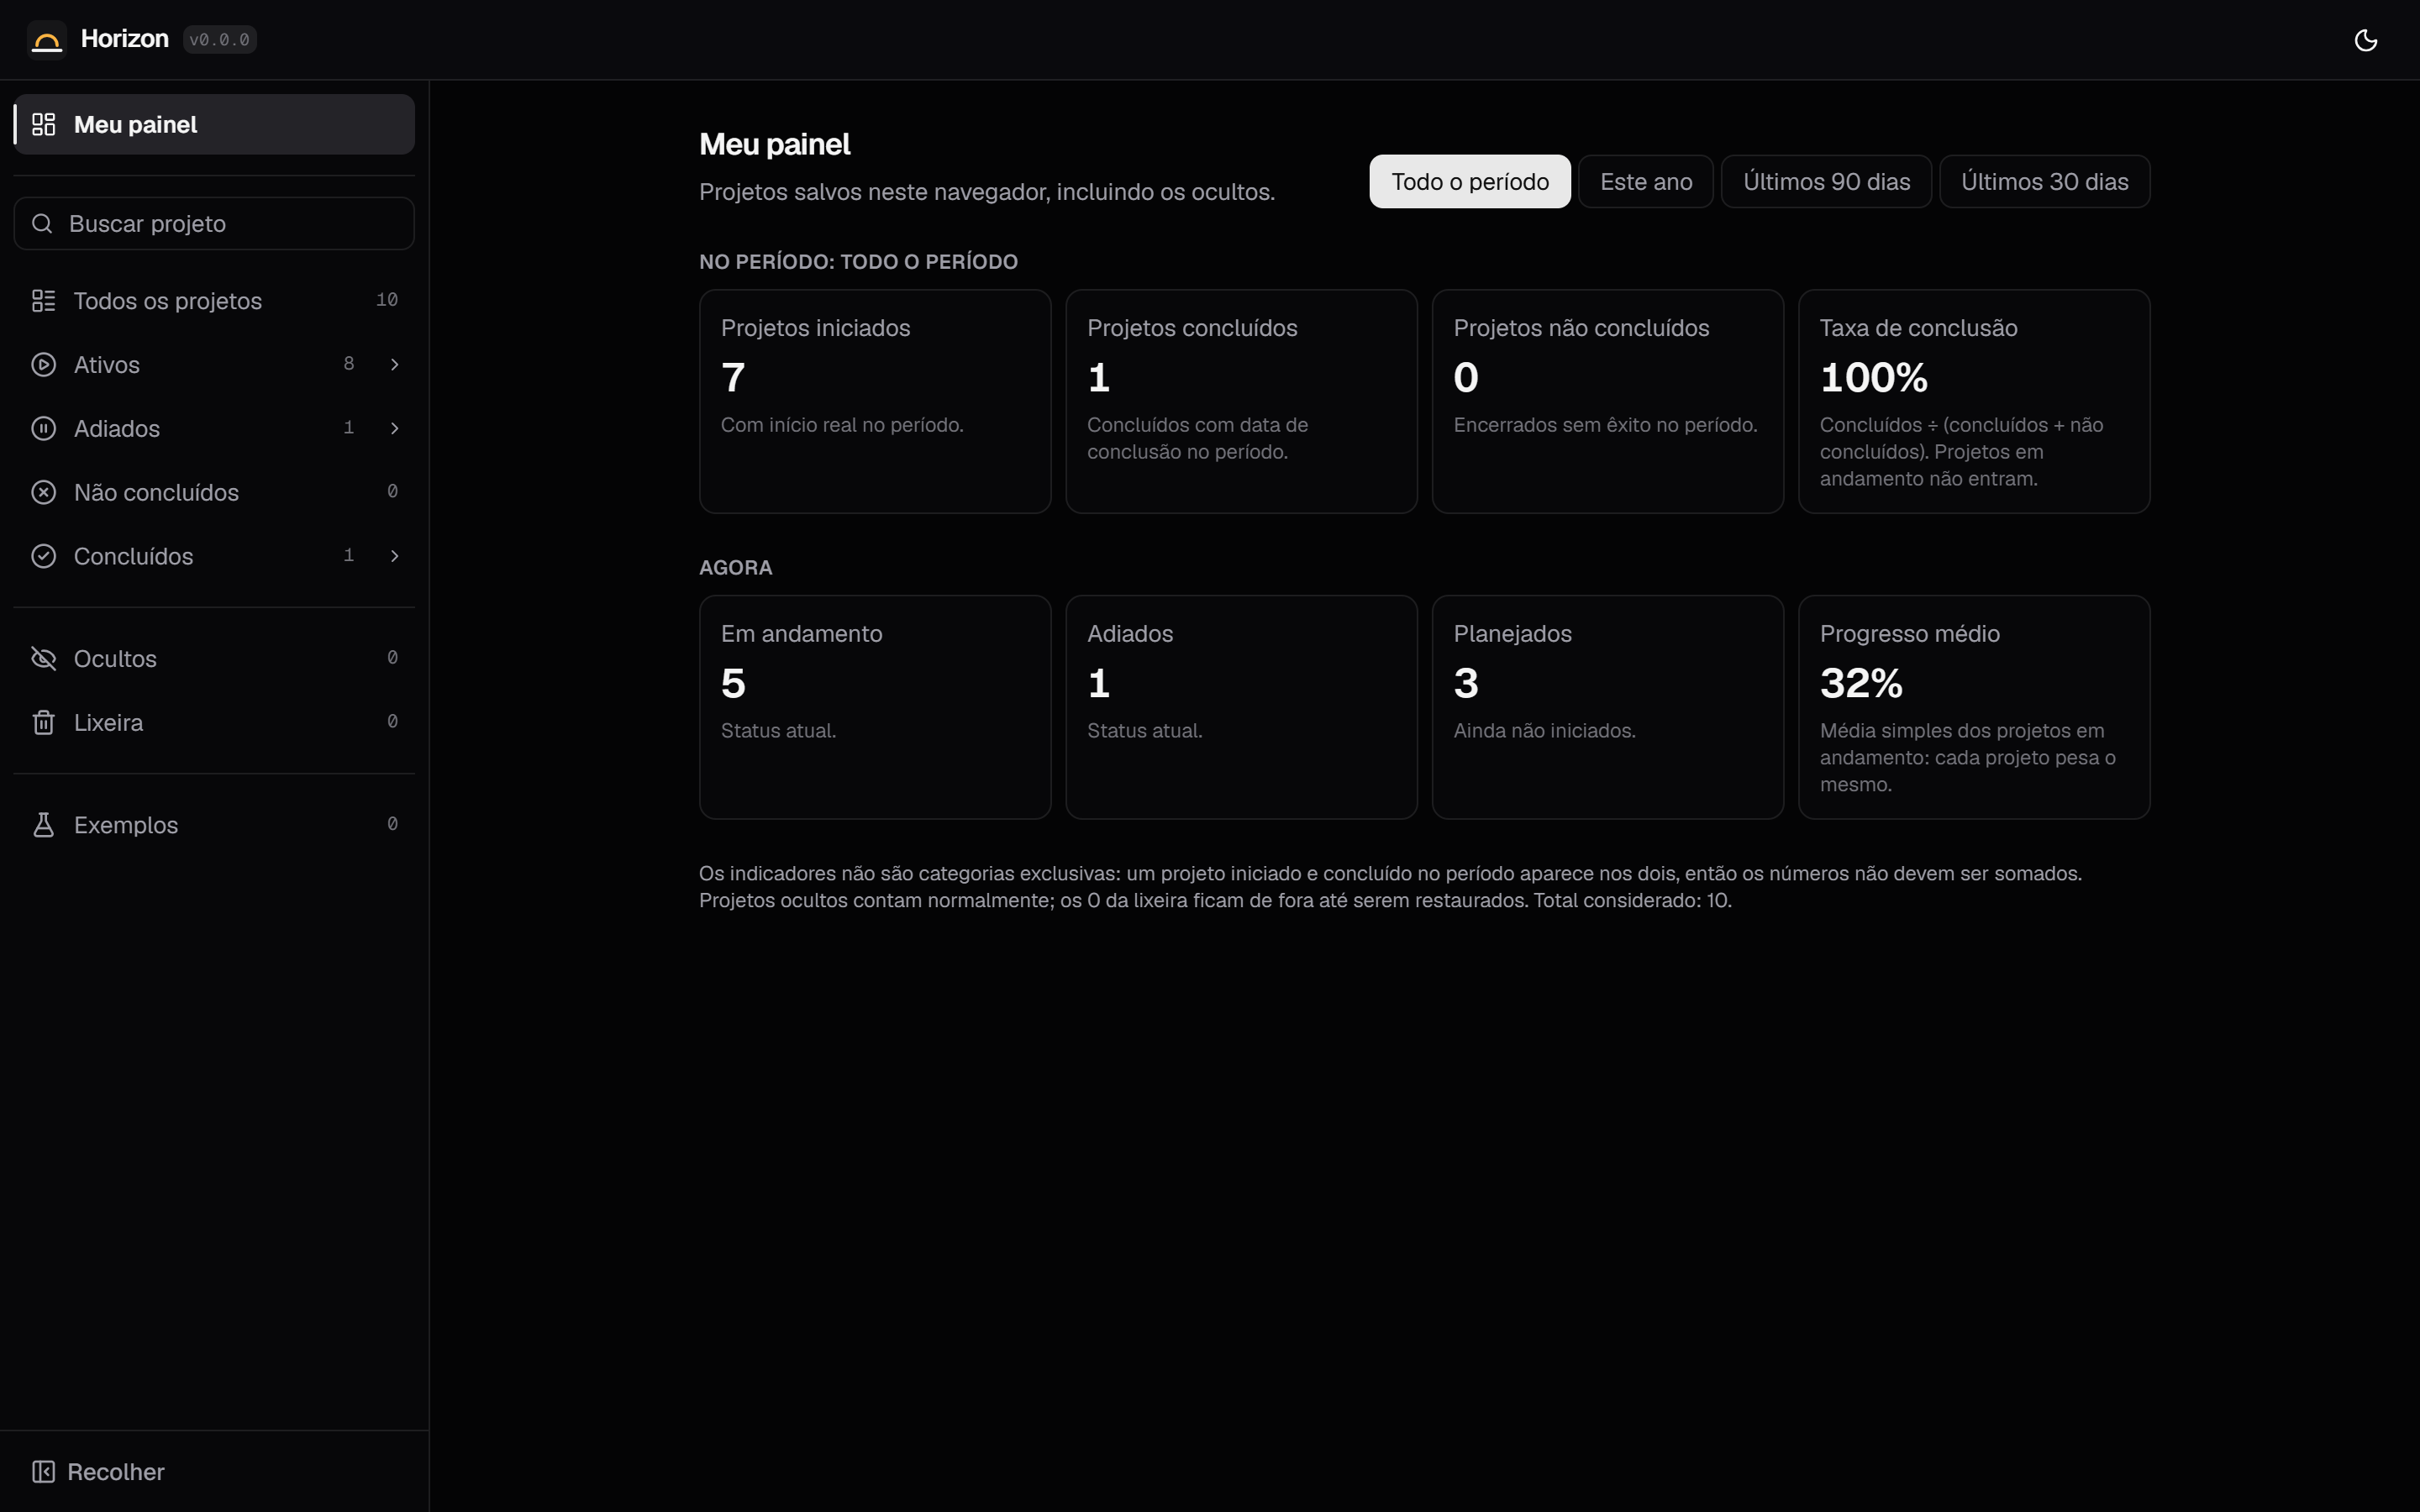 Horizon
v0.0.0
Meu painel
Buscar projeto
Todos os projetos 10
Ativos 8
Adiados 1
Não concluídos 0
Concluídos 1
Ocultos 0
Lixeira 0
Exemplos 0
Recolher
Meu painel
Projetos salvos neste navegador, incluindo os ocultos.
Todo o período
Este ano
Últimos 90 dias
Últimos 30 dias
NO PERÍODO: TODO O PERÍODO
Projetos iniciados
7
Com início real no período.
Projetos concluídos
1
Concluídos com data de
conclusão no período.
Projetos não concluídos
0
Encerrados sem êxito no período.
Taxa de conclusão
100%
Concluídos ÷ (concluídos + não
concluídos). Projetos em
andamento não entram.
AGORA
Em andamento
5
Status atual.
Adiados
1
Status atual.
Planejados
3
Ainda não iniciados.
Progresso médio
32%
Média simples dos projetos em
andamento: cada projeto pesa o
mesmo.
Os indicadores não são categorias exclusivas: um projeto iniciado e concluído no período aparece nos dois, então os números não devem ser somados.
Projetos ocultos contam normalmente; os 0 da lixeira ficam de fora até serem restaurados. Total considerado: 10.